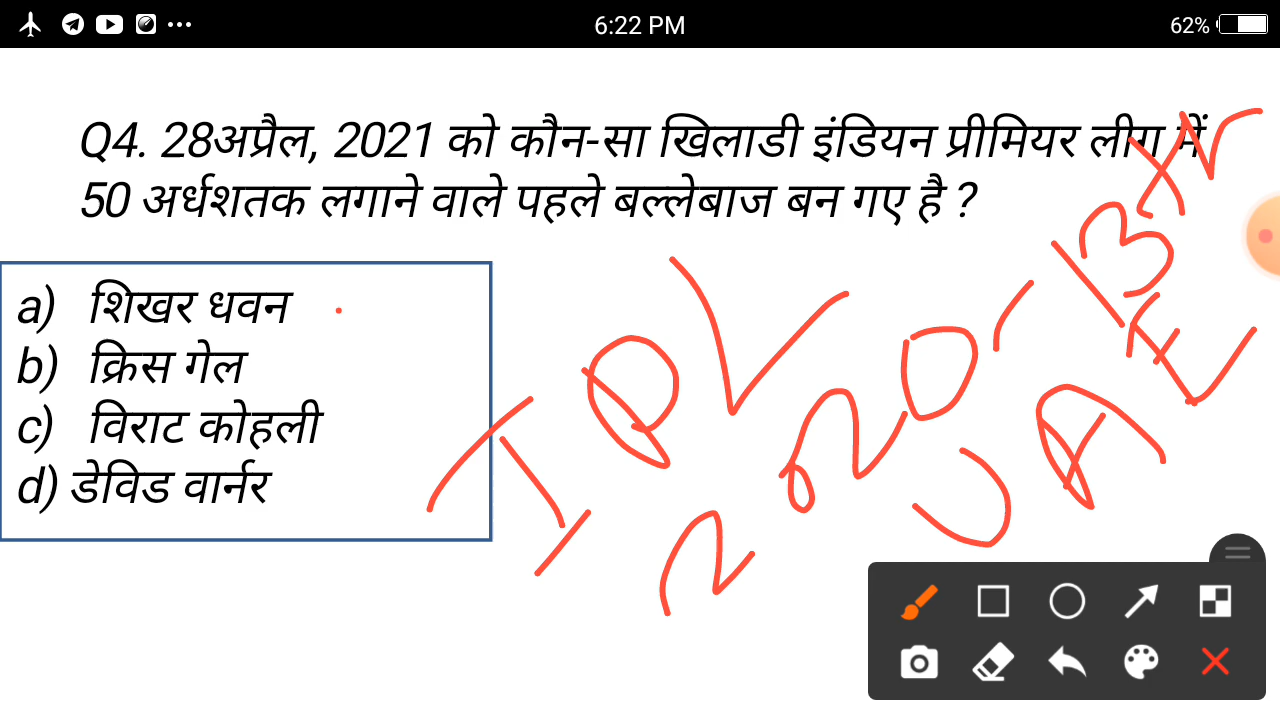 6:22 PM
62%
Q4. 28अप्रैल, 2021 को कौन-सा खिलाडी इंडियन प्रीमियर लीग में
50 अर्धशतक लगाने वाले पहले बल्लेबाज बन गए है ?
a) शिखर धवन
b) क्रिस गेल
c) विराट कोहली
d) डेविड वार्नर
IPL
2020-
UAE